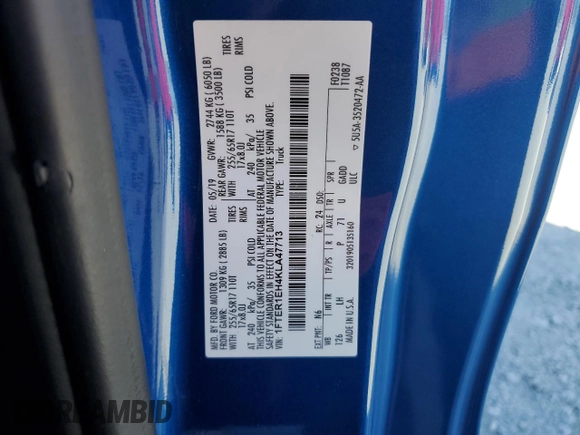 MFD. BY FORD MOTOR CO.
DATE: 05/19 GVWR: 2744 KG ( 6050 LB)
FRONT GAWR: 1309 KG ( 2885 LB) REAR GAWR: 1588 KG ( 3500 LB)
WITH 255/65R17 110T TIRES WITH 255/65R17 110T TIRES
17x8.0J RIMS 17x8.0J RIMS
AT 240 kPa/ 35 PSI COLD AT 240 kPa/ 35 PSI COLD
THIS VEHICLE CONFORMS TO ALL APPLICABLE FEDERAL MOTOR VEHICLE
SAFETY STANDARDS IN EFFECT ON THE DATE OF MANUFACTURE SHOWN ABOVE.
VIN: 1FTER1EH4KLA47713 TYPE: Truck
F0238
T1087
EXT PNT: N6 RC: 24 DSO:
WB INT TR TP/PS R AXLE TR SPR
126 LH P 71 U GADD
ULC
MADE IN U.S.A. 3201905135160 5U5A-3520472-AA